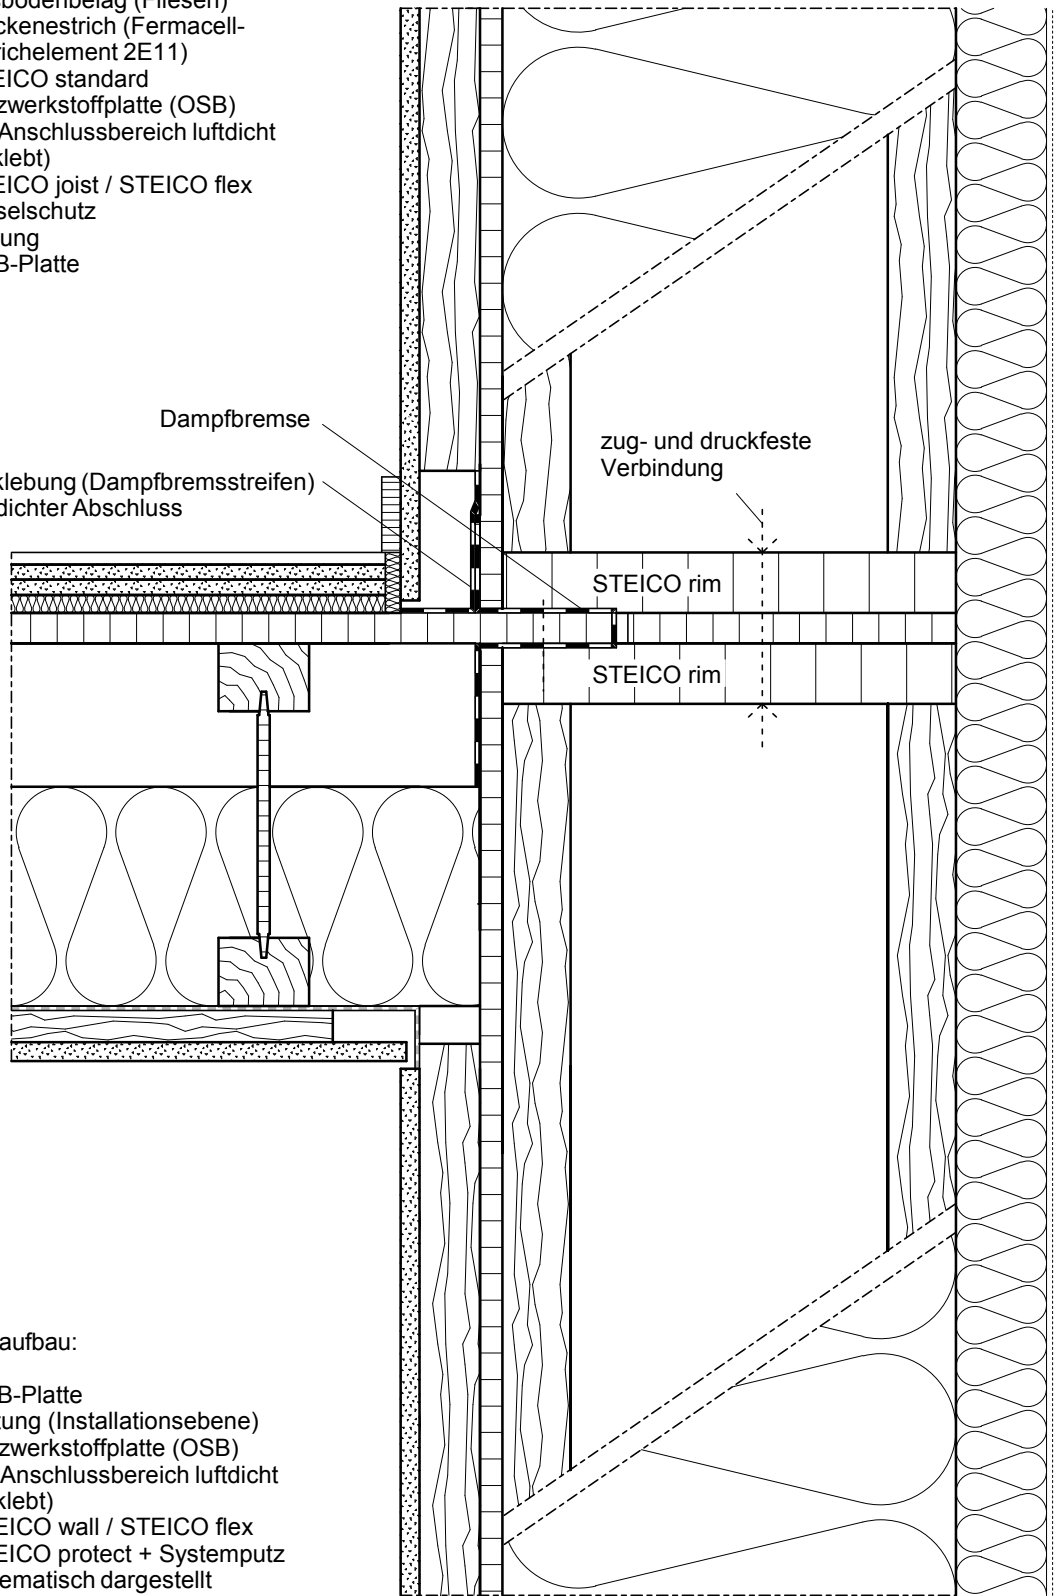 sbodenbelag (Fliesen)
ckenestrich (Fermacell-
richelement 2E11)
EICO standard
zwerkstoffplatte (OSB)
Anschlussbereich luftdicht
klebt)
EICO joist / STEICO flex
selschutz
ung
B-Platte
Dampfbremse
klebung (Dampfbremsstreifen)
dichter Abschluss
zug- und druckfeste
Verbindung
STEICO rim
STEICO rim
aufbau:
B-Platte
tung (Installationsebene)
zwerkstoffplatte (OSB)
Anschlussbereich luftdicht
klebt)
EICO wall / STEICO flex
EICO protect + Systemputz
ematisch dargestellt